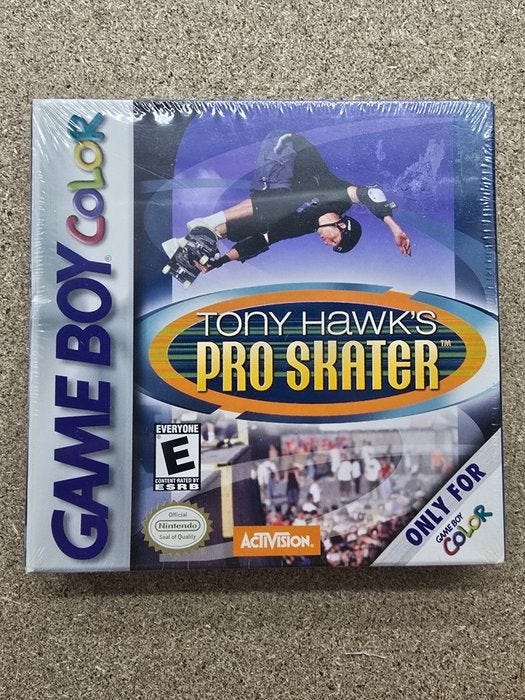 GAME BOY COLOR
TONY HAWK'S
PRO SKATER™
EVERYONE
E
CONTENT RATED BY
ESRB
Official
Nintendo
Seal of Quality
ACTIVISION.
ONLY FOR
GAME BOY
COLOR